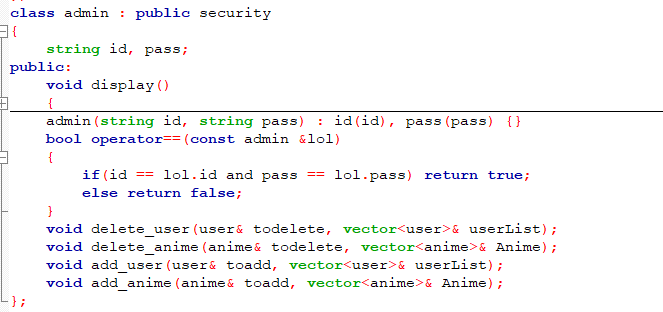 class admin : public security
{
    string id, pass;
public:
    void display()
    {
    admin(string id, string pass) : id(id), pass(pass) {}
    bool operator==(const admin &lol)
    {
        if(id == lol.id and pass == lol.pass) return true;
        else return false;
    }
    void delete_user(user& todelete, vector<user>& userList);
    void delete_anime(anime& todelete, vector<anime>& Anime);
    void add_user(user& toadd, vector<user>& userList);
    void add_anime(anime& toadd, vector<anime>& Anime);
};